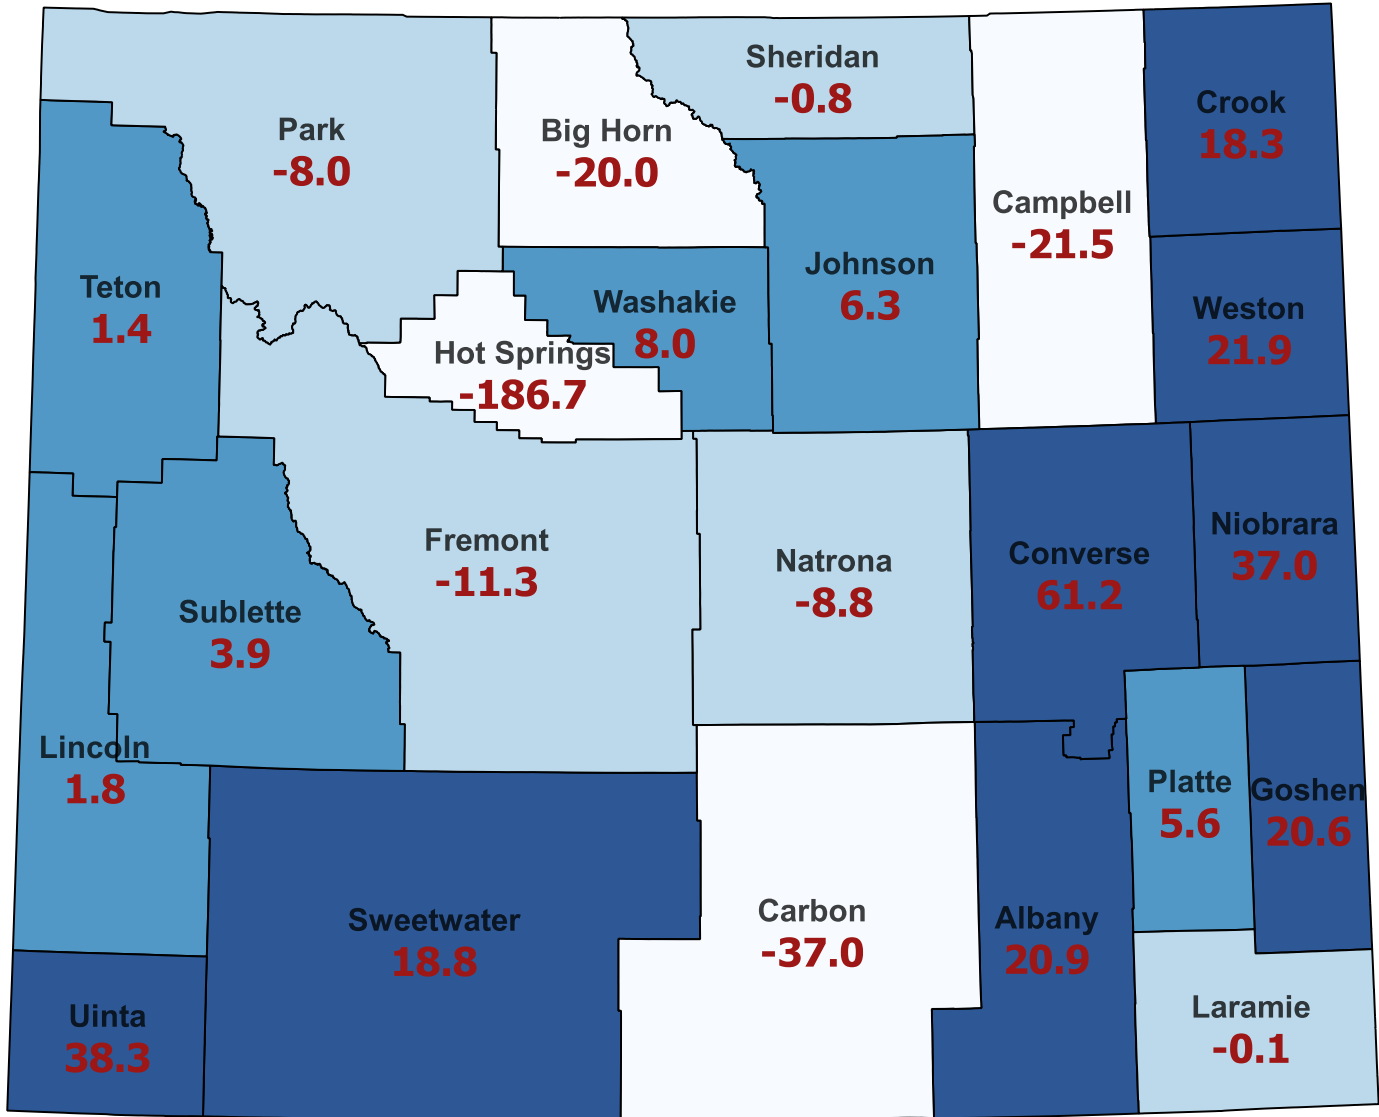 Sheridan
-0.8
Crook
18.3
Park
-8.0
Big Horn
-20.0
Campbell
-21.5
Johnson
6.3
Teton
1.4
Washakie
8.0
Weston
21.9
Hot Springs
-186.7
Niobrara
37.0
Fremont
-11.3
Converse
61.2
Natrona
-8.8
Sublette
3.9
Lincoln
1.8
Platte
5.6
Goshen
20.6
Carbon
-37.0
Albany
20.9
Sweetwater
18.8
Laramie
-0.1
Uinta
38.3